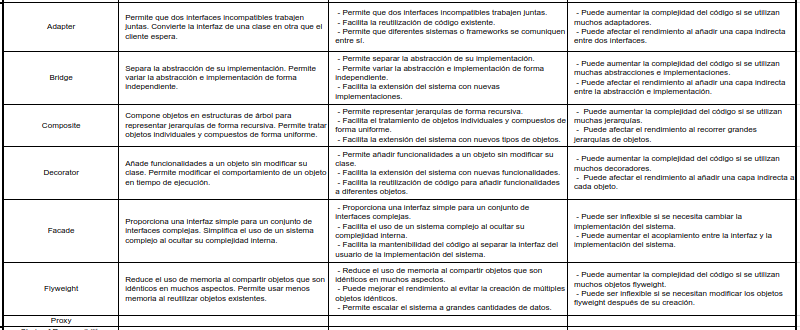 Adapter
Permite que dos interfaces incompatibles trabajen
juntas. Convierte la interfaz de una clase en otra que el
cliente espera.
- Permite que dos interfaces incompatibles trabajen juntas.
- Facilita la reutilización de código existente.
- Permite que diferentes sistemas o frameworks se comuniquen
entre sí.
- Puede aumentar la complejidad del código si se utilizan
muchos adaptadores.
- Puede afectar el rendimiento al añadir una capa indirecta
entre dos interfaces.
Bridge
Separa la abstracción de su implementación. Permite
variar la abstracción e implementación de forma
independiente.
- Permite separar la abstracción de su implementación.
- Permite variar la abstracción e implementación de forma
independiente.
- Facilita la extensión del sistema con nuevas
implementaciones.
- Puede aumentar la complejidad del código si se utilizan
muchas abstracciones e implementaciones.
- Puede afectar el rendimiento al añadir una capa indirecta
entre la abstracción e implementación.
Composite
Compone objetos en estructuras de árbol para
representar jerarquías de forma recursiva. Permite tratar
objetos individuales y compuestos de forma uniforme.
- Permite representar jerarquías de forma recursiva.
- Facilita el tratamiento de objetos individuales y compuestos de
forma uniforme.
- Facilita la extensión del sistema con nuevos tipos de objetos.
- Puede aumentar la complejidad del código si se utilizan
muchas jerarquías.
- Puede afectar el rendimiento al recorrer grandes
jerarquías de objetos.
Decorator
Añade funcionalidades a un objeto sin modificar su
clase. Permite modificar el comportamiento de un objeto
en tiempo de ejecución.
- Permite añadir funcionalidades a un objeto sin modificar su
clase.
- Facilita la extensión del sistema con nuevas funcionalidades.
- Facilita la reutilización de código para añadir funcionalidades
a diferentes objetos.
- Puede aumentar la complejidad del código si se utilizan
muchos decoradores.
- Puede afectar el rendimiento al añadir una capa indirecta a
cada objeto.
Facade
Proporciona una interfaz simple para un conjunto de
interfaces complejas. Simplifica el uso de un sistema
complejo al ocultar su complejidad interna.
- Proporciona una interfaz simple para un conjunto de
interfaces complejas.
- Facilita el uso de un sistema complejo al ocultar su
complejidad interna.
- Facilita la mantenibilidad del código al separar la interfaz del
usuario de la implementación del sistema.
- Puede ser inflexible si se necesita cambiar la
implementación del sistema.
- Puede aumentar el acoplamiento entre la interfaz y la
implementación del sistema.
Flyweight
Reduce el uso de memoria al compartir objetos que son
idénticos en muchos aspectos. Permite usar menos
memoria al reutilizar objetos existentes.
- Reduce el uso de memoria al compartir objetos que son
idénticos en muchos aspectos.
- Puede mejorar el rendimiento al evitar la creación de múltiples
objetos idénticos.
- Permite escalar el sistema a grandes cantidades de datos.
- Puede aumentar la complejidad del código si se utilizan
muchos objetos flyweight.
- Puede ser inflexible si se necesitan modificar los objetos
flyweight después de su creación.
Proxy